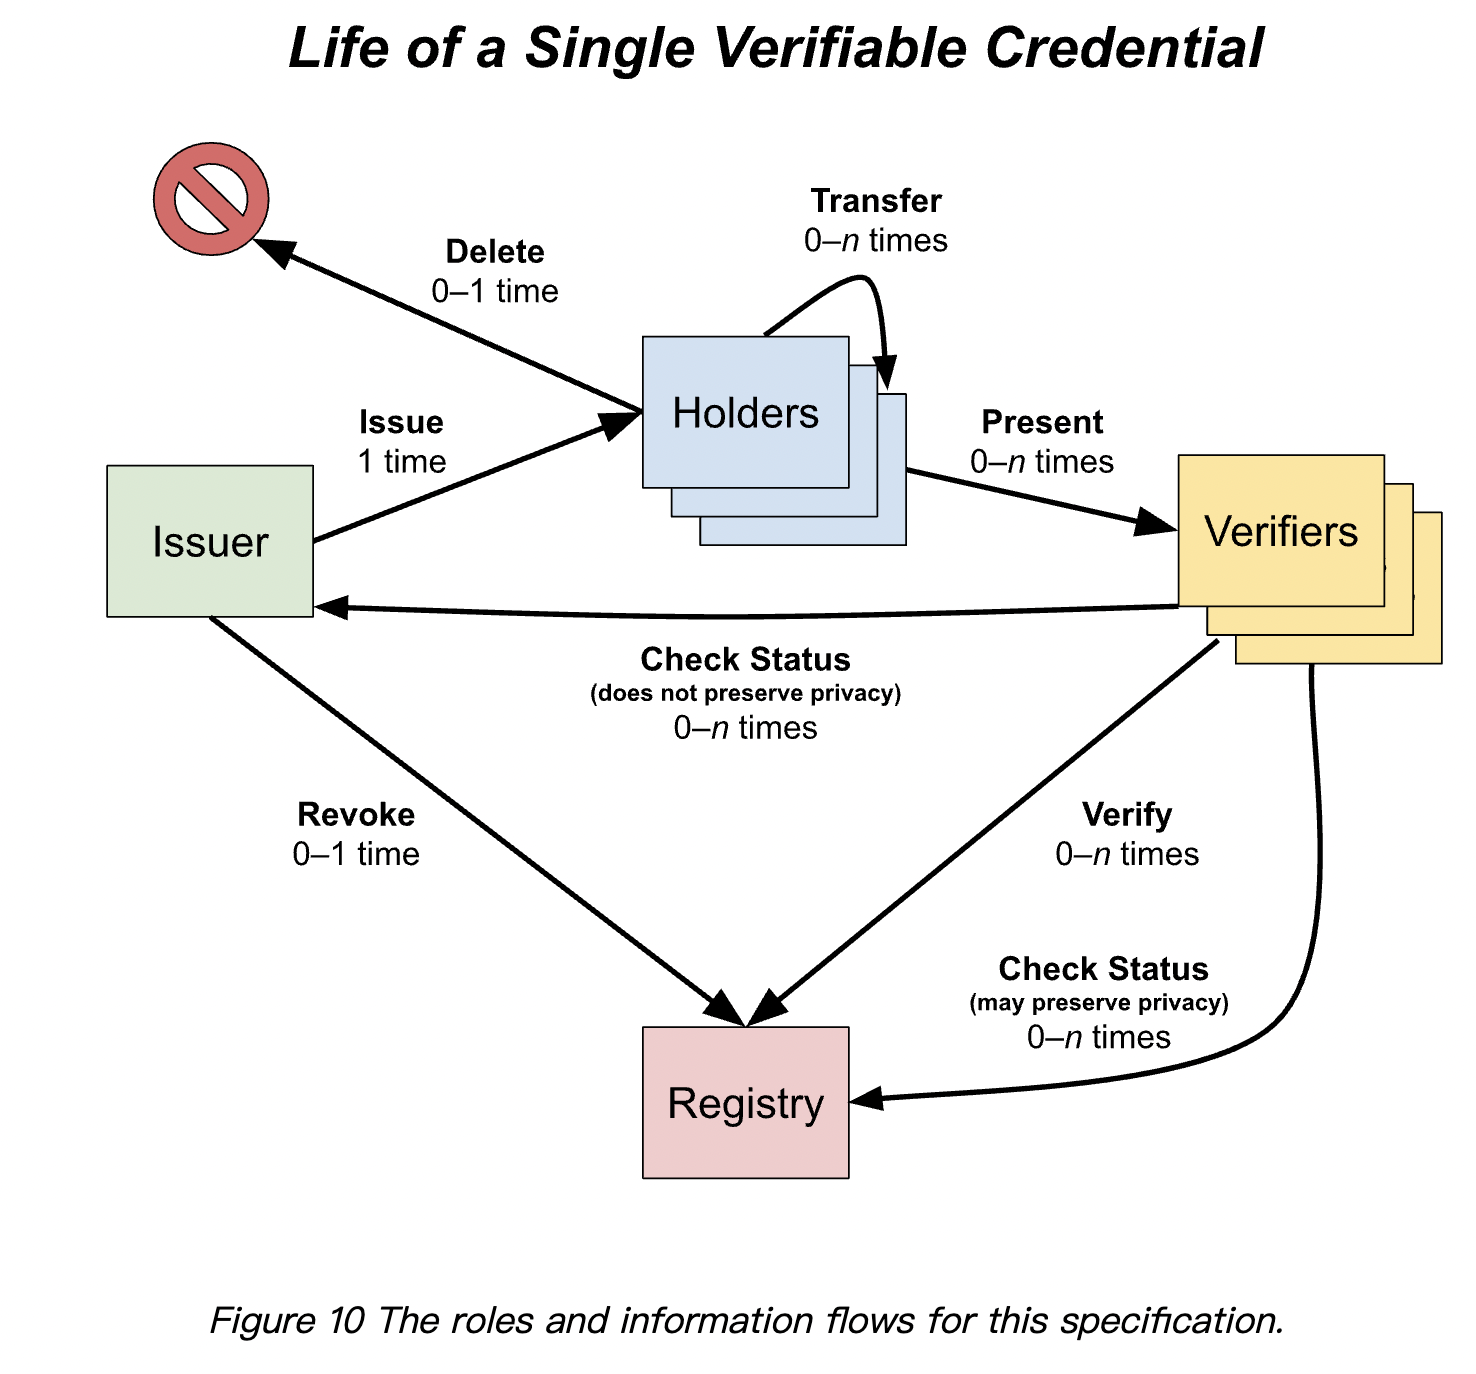 Life of a Single Verifiable Credential
Transfer
0–n times
Delete
0–1 time
Issue
1 time
Holders
Present
0–n times
Issuer
Verifiers
Check Status
(does not preserve privacy)
0–n times
Revoke
0–1 time
Verify
0–n times
Check Status
(may preserve privacy)
0–n times
Registry
Figure 10 The roles and information flows for this specification.